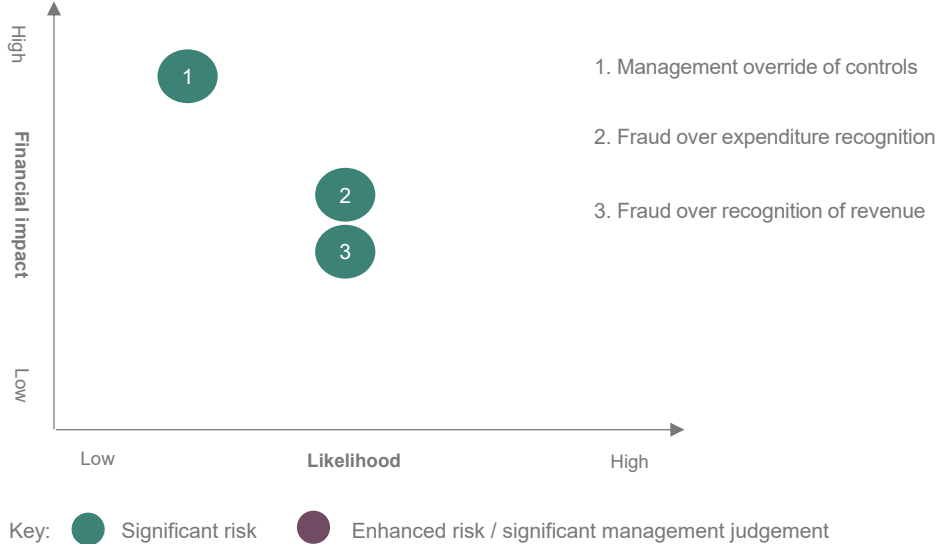 High
Financial impact
Low
1
2
3
1. Management override of controls
2. Fraud over expenditure recognition
3. Fraud over recognition of revenue
Low
Likelihood
High
Key:
Significant risk
Enhanced risk / significant management judgement